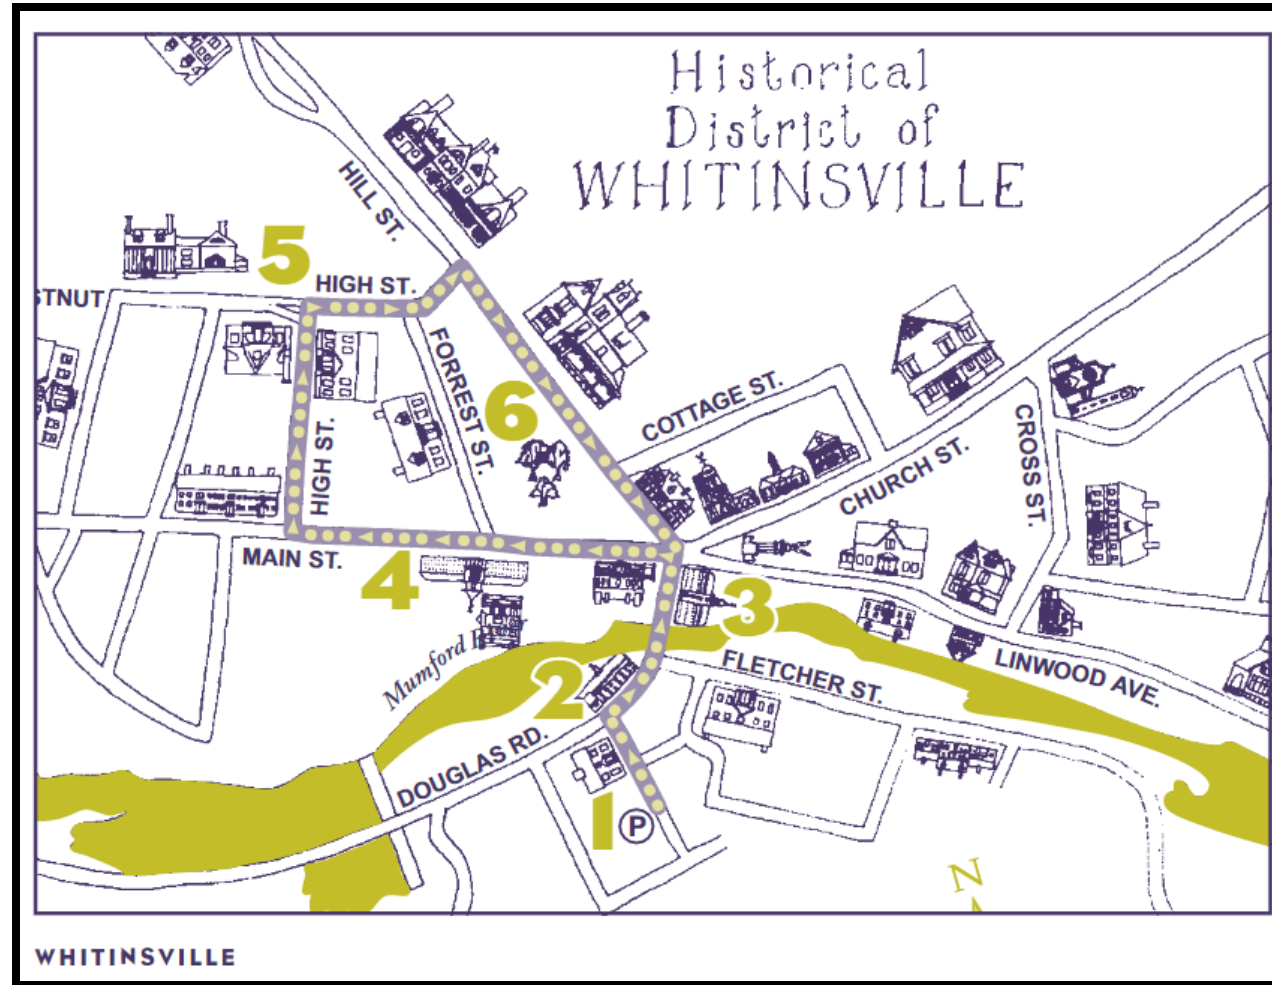 Historical
District of
WHITINSVILLE
HILL ST.
5
HIGH ST.
STNUT
FORREST ST.
6
COTTAGE ST.
HIGH ST.
CHURCH ST.
CROSS ST.
MAIN ST.
4
3
Mumford
2
FLETCHER ST.
LINWOOD AVE.
DOUGLAS RD.
1
P
N
WHITINSVILLE